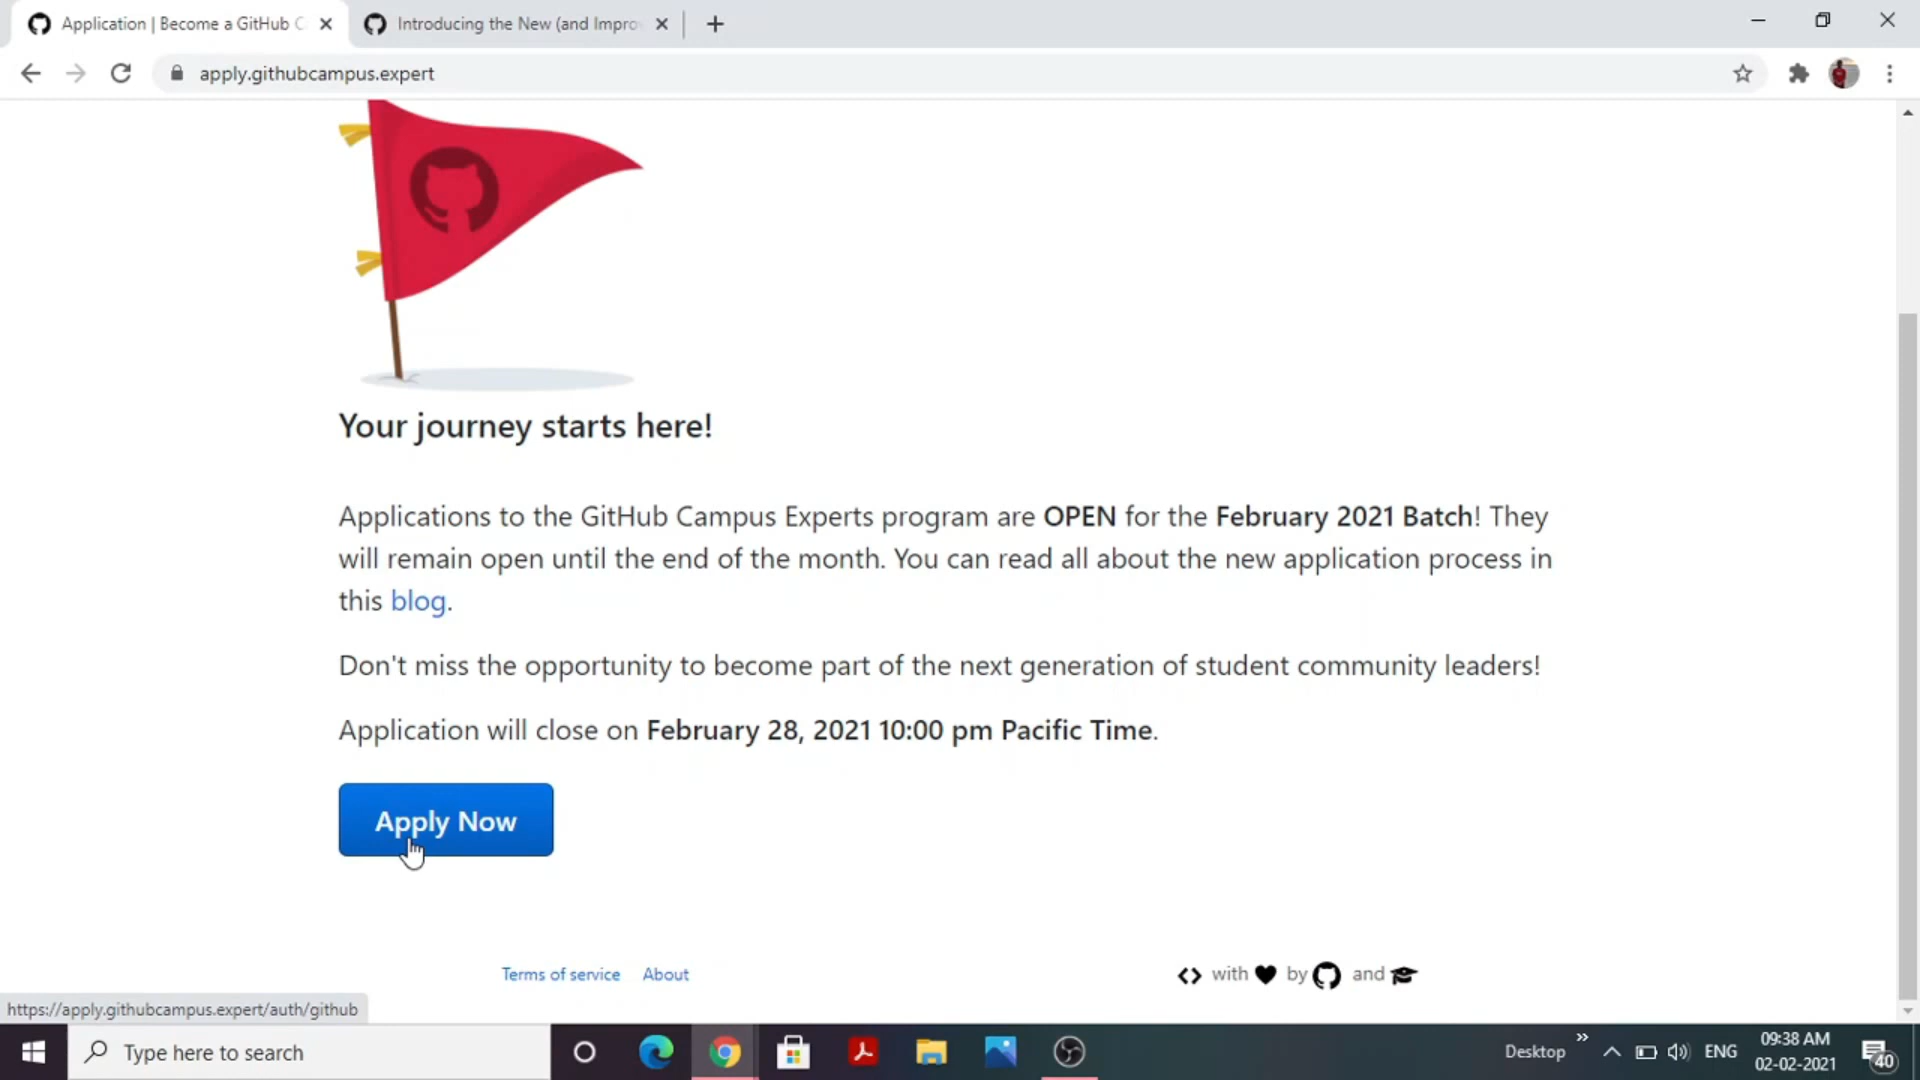 Application | Become a GitHub C
Introducing the New (and Impro
apply.githubcampus.expert
Your journey starts here!
Applications to the GitHub Campus Experts program are OPEN for the February 2021 Batch! They
will remain open until the end of the month. You can read all about the new application process in
this blog.
Don't miss the opportunity to become part of the next generation of student community leaders!
Application will close on February 28, 2021 10:00 pm Pacific Time.
Apply Now
Terms of service About
with by and
https://apply.githubcampus.expert/auth/github
Type here to search
Desktop
ENG
09:38 AM
02-02-2021
40